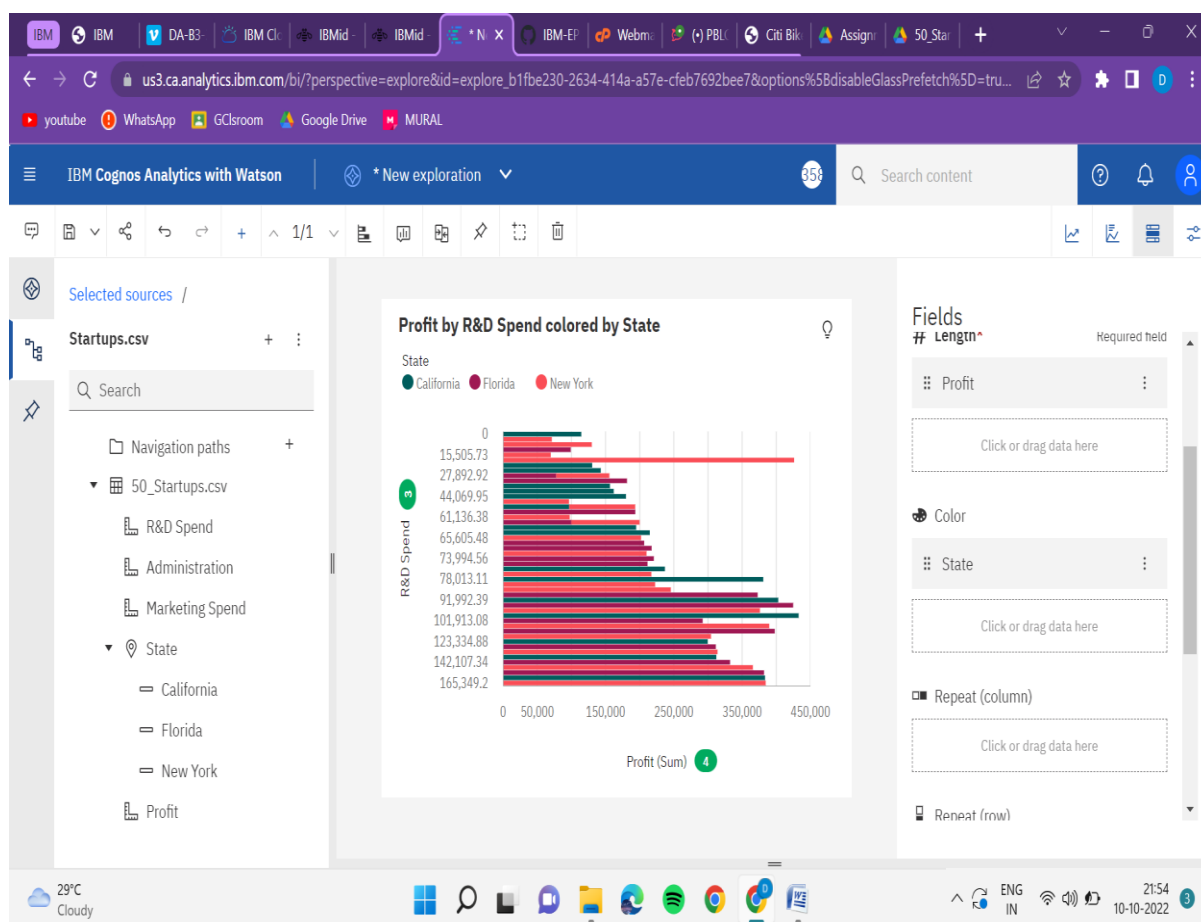 IBM IBM DA-B3- IBM Clo IBMid - IBMid - * N X IBM-EP Webma (•) PBL( Citi Bik Assignr 50_Star +
us3.ca.analytics.ibm.com/bi/?perspective=explore&id=explore_b1fbe230-2634-414a-a57e-cfeb7692bee7&options%5BdisableGlassPrefetch%5D=tru... D
youtube WhatsApp GClsroom Google Drive MURAL
IBM Cognos Analytics with Watson * New exploration 358 Search content
1/1
Selected sources /
Startups.csv
Search
Navigation paths
50_Startups.csv
R&D Spend
Administration
Marketing Spend
State
California
Florida
New York
Profit
Profit by R&D Spend colored by State
State
California Florida New York
0
15,505.73
27,892.92
44,069.95
61,136.38
65,605.48
73,994.56
78,013.11
91,992.39
101,913.08
123,334.88
142,107.34
165,349.2
R&D Spend 3
0 50,000 150,000 250,000 350,000 450,000
Profit (Sum) 4
Fields
# Length* Required field
Profit
Click or drag data here
Color
State
Click or drag data here
Repeat (column)
Click or drag data here
Repeat (row)
29°C
Cloudy
ENG
IN
21:54
10-10-2022
3